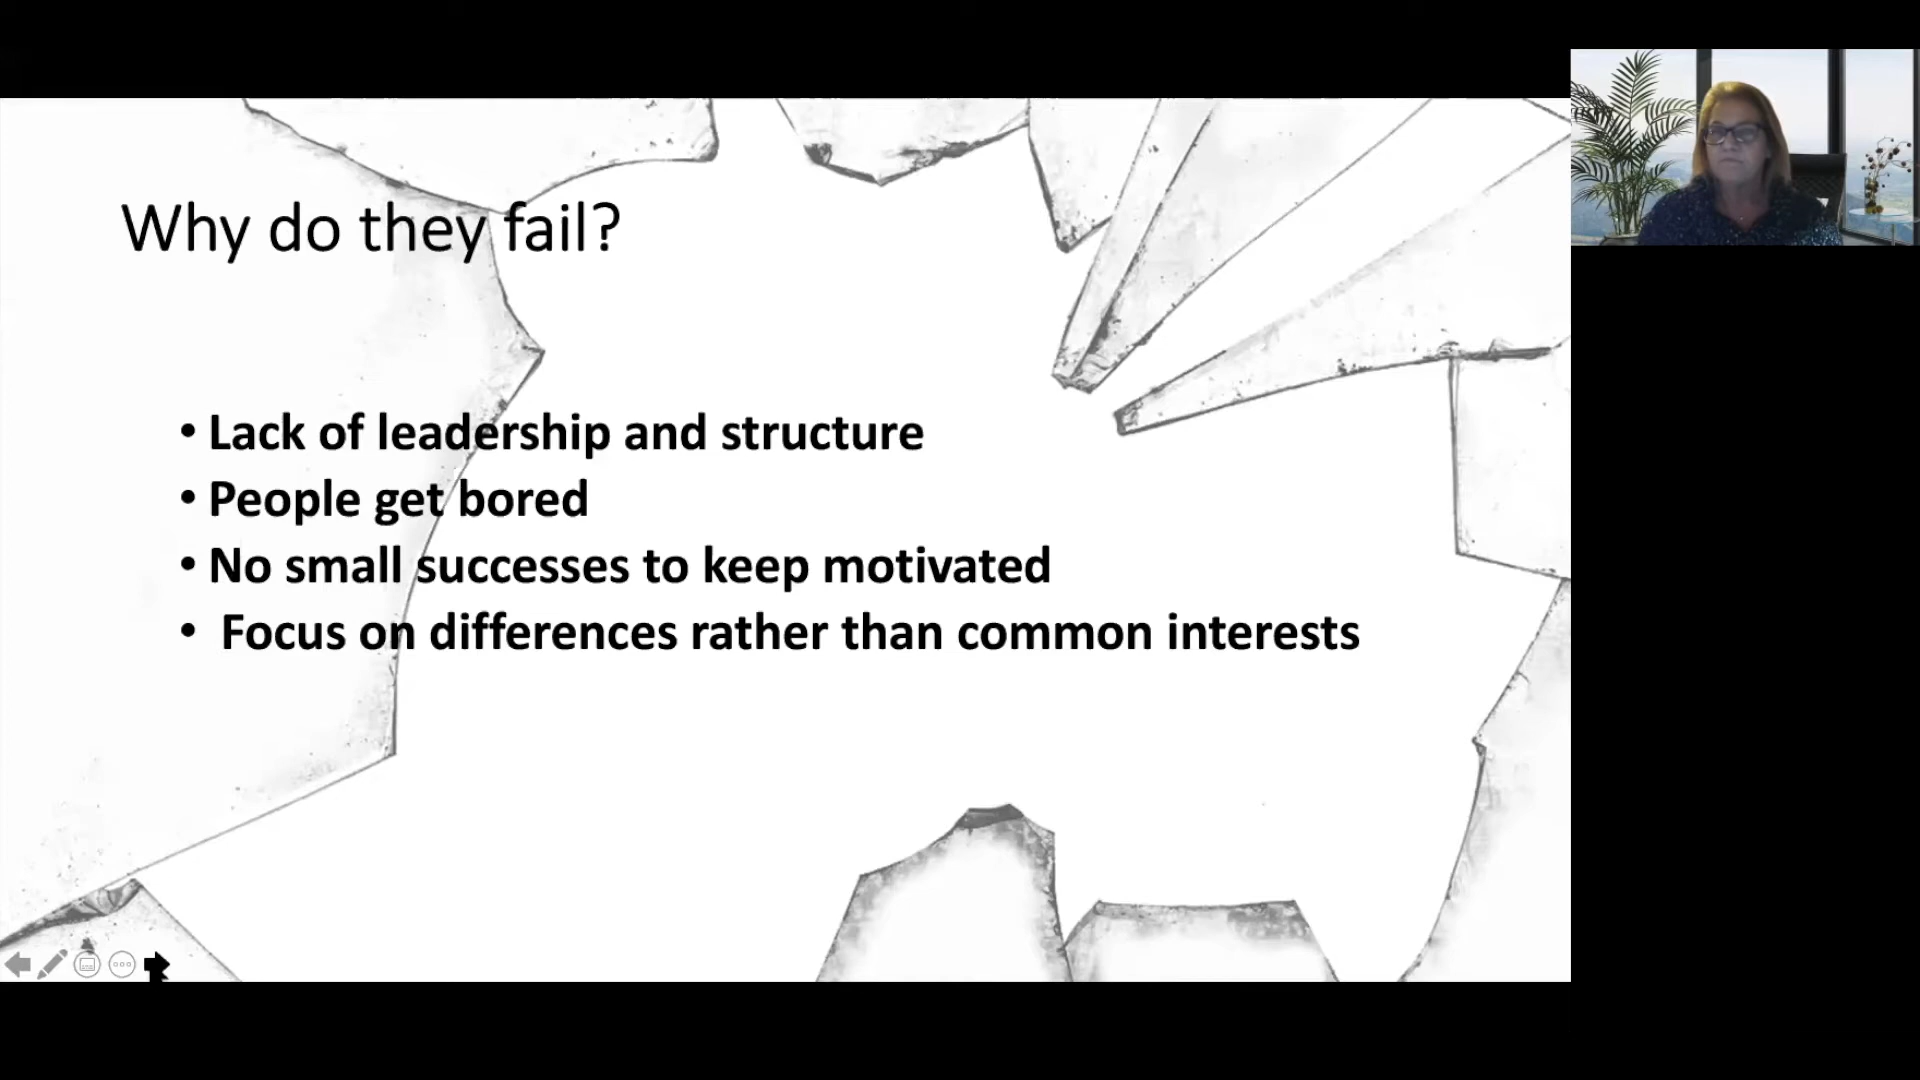 Why do they fail?
• Lack of leadership and structure
• People get bored
• No small successes to keep motivated
• Focus on differences rather than common interests